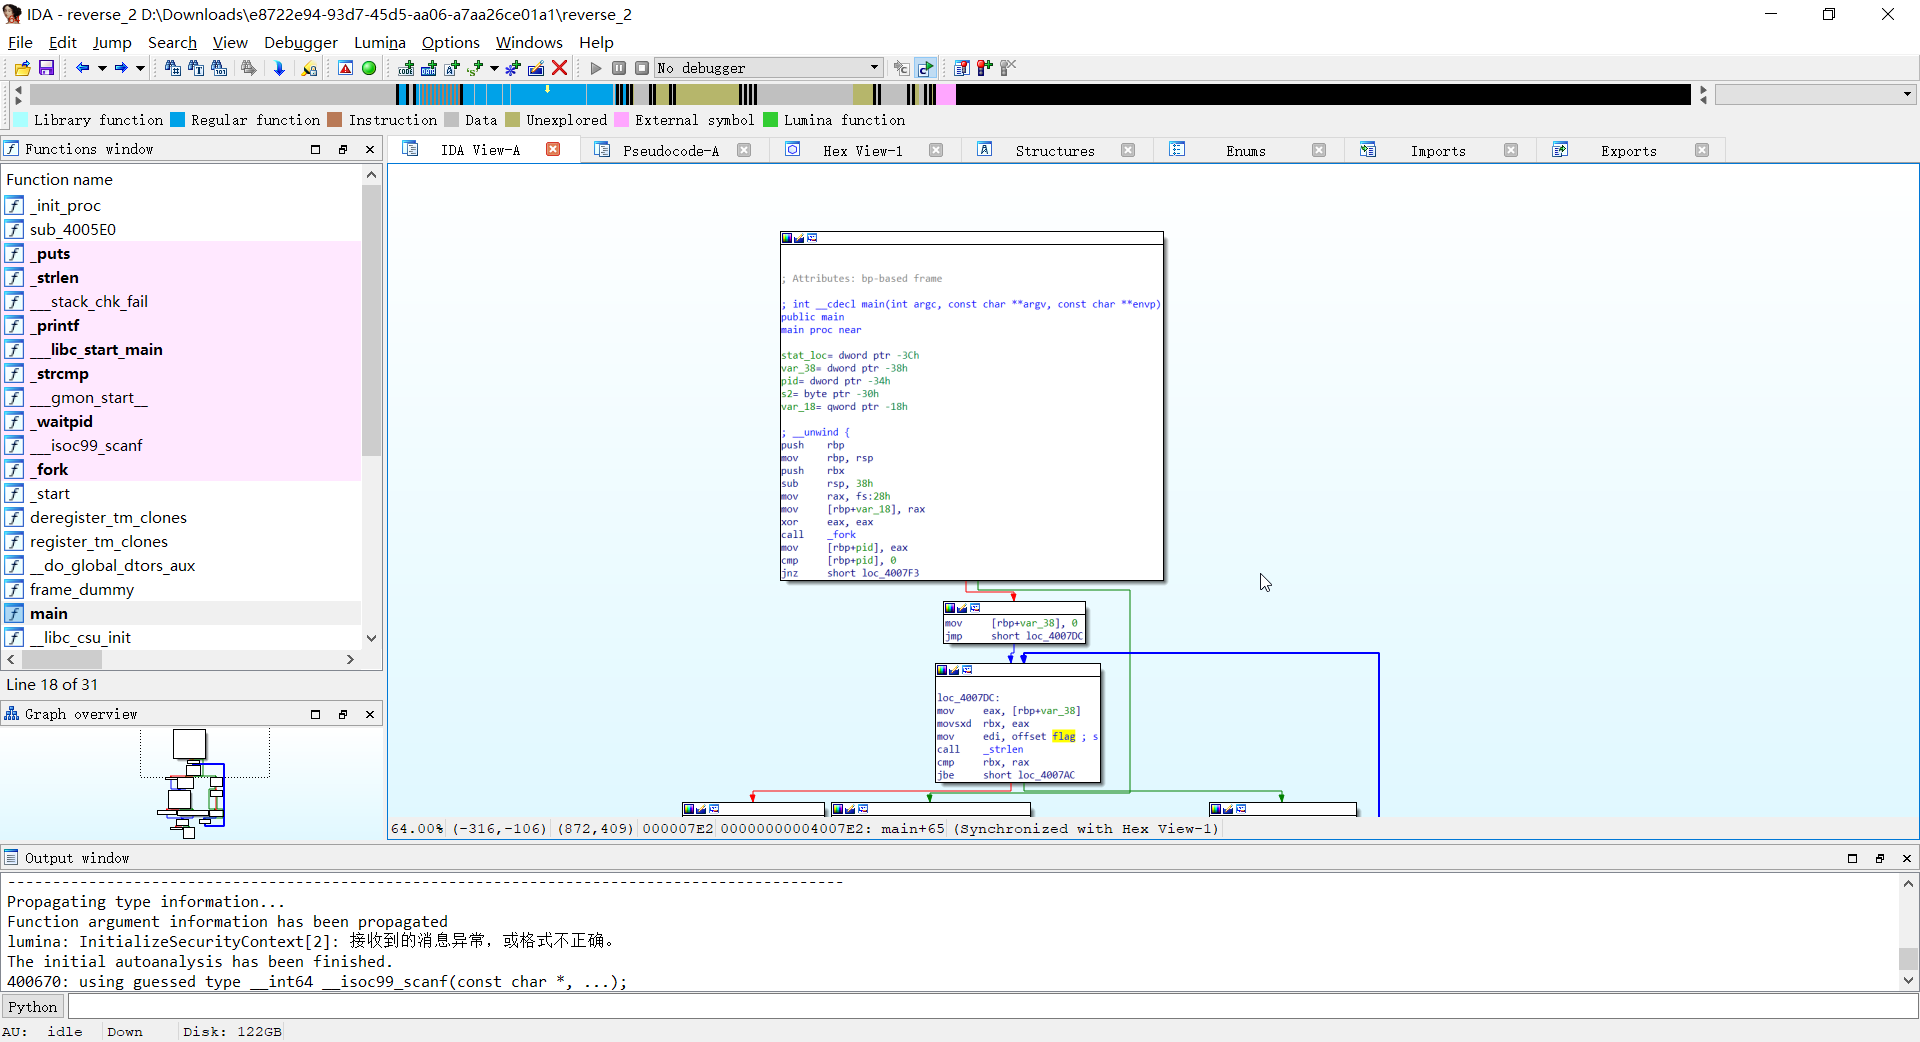 IDA - reverse_2 D:\Downloads\e8722e94-93d7-45d5-aa06-a7aa26ce01a1\reverse_2
File Edit Jump Search View Debugger Lumina Options Windows Help
No debugger
Library function Regular function Instruction Data Unexplored External symbol Lumina function
Functions window
IDA View-A Pseudocode-A Hex View-1 Structures Enums Imports Exports
Function name
_init_proc
sub_4005E0
_puts
_strlen
___stack_chk_fail
_printf
___libc_start_main
_strcmp
___gmon_start__
_waitpid
___isoc99_scanf
_fork
_start
deregister_tm_clones
register_tm_clones
__do_global_dtors_aux
frame_dummy
main
__libc_csu_init
Line 18 of 31
Graph overview
; Attributes: bp-based frame
; int __cdecl main(int argc, const char **argv, const char **envp)
public main
main proc near
stat_loc= dword ptr -3Ch
var_38= dword ptr -38h
pid= dword ptr -34h
s2= byte ptr -30h
var_18= qword ptr -18h
; __unwind {
push rbp
mov rbp, rsp
push rbx
sub rsp, 38h
mov rax, fs:28h
mov [rbp+var_18], rax
xor eax, eax
call _fork
mov [rbp+pid], eax
cmp [rbp+pid], 0
jnz short loc_4007F3
mov [rbp+var_38], 0
jmp short loc_4007DC
loc_4007DC:
mov eax, [rbp+var_38]
movsxd rbx, eax
mov edi, offset flag ; s
call _strlen
cmp rbx, rax
jbe short loc_4007AC
64.00% (-316,-106) (872,409) 000007E2 00000000004007E2: main+65 (Synchronized with Hex View-1)
Output window
Propagating type information...
Function argument information has been propagated
lumina: InitializeSecurityContext[2]: 接收到的消息异常，或格式不正确。
The initial autoanalysis has been finished.
400670: using guessed type __int64 __isoc99_scanf(const char *, ...);
Python
AU: idle Down Disk: 122GB